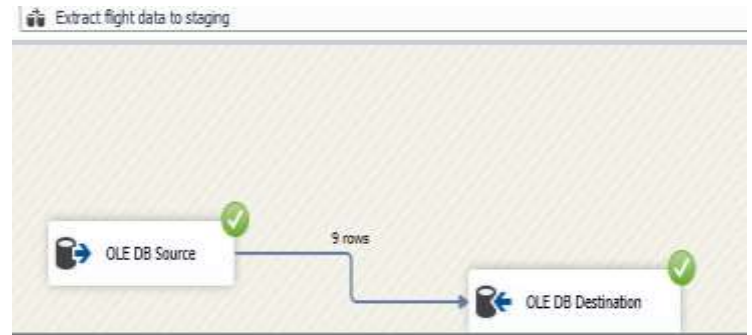 Extract flight data to staging
9 rows
OLE DB Source
OLE DB Destination